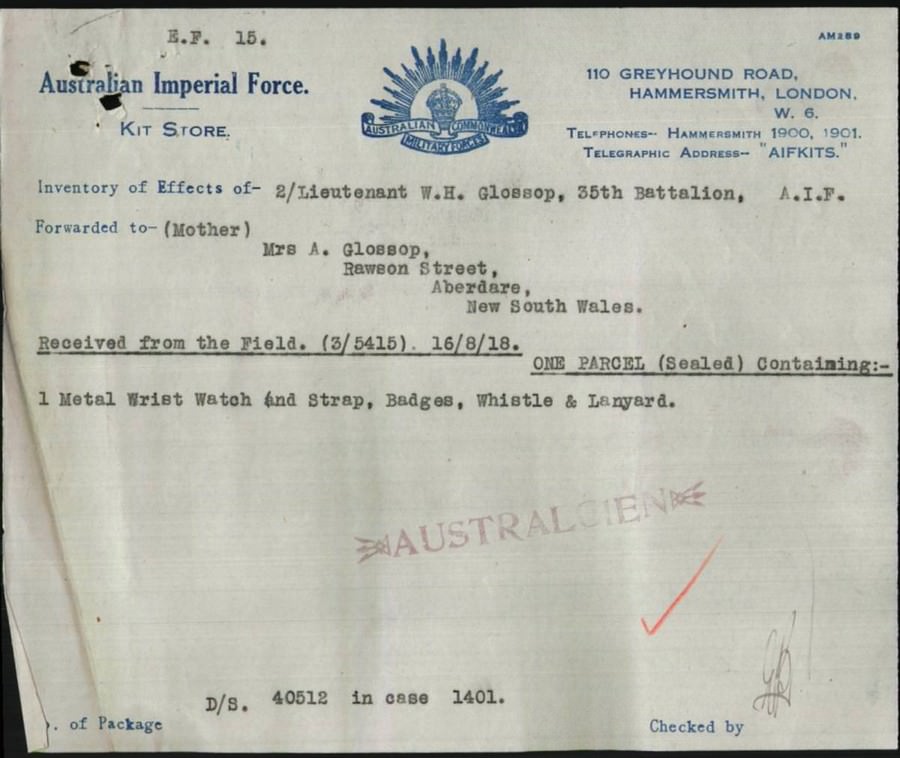 E.F. 15.
AM289
Australian Imperial Force.
KIT STORE.
AUSTRALIAN COMMONWEALTH
MILITARY FORCES
110 GREYHOUND ROAD,
HAMMERSMITH, LONDON.
W. 6.
TELEPHONES-- HAMMERSMITH 1900, 1901.
TELEGRAPHIC ADDRESS-- "AIFKITS."
Inventory of Effects of- 2/Lieutenant W.H. Glossop, 35th Battalion, A.I.F.
Forwarded to- (Mother)
Mrs A. Glossop,
Rawson Street,
Aberdare,
New South Wales.
Received from the Field. (3/5415). 16/8/18.
ONE PARCEL (Sealed) Containing:-
1 Metal Wrist Watch and Strap, Badges, Whistle & Lanyard.
AUSTRALCIEN
D/S. 40512 in case 1401.
. of Package
Checked by